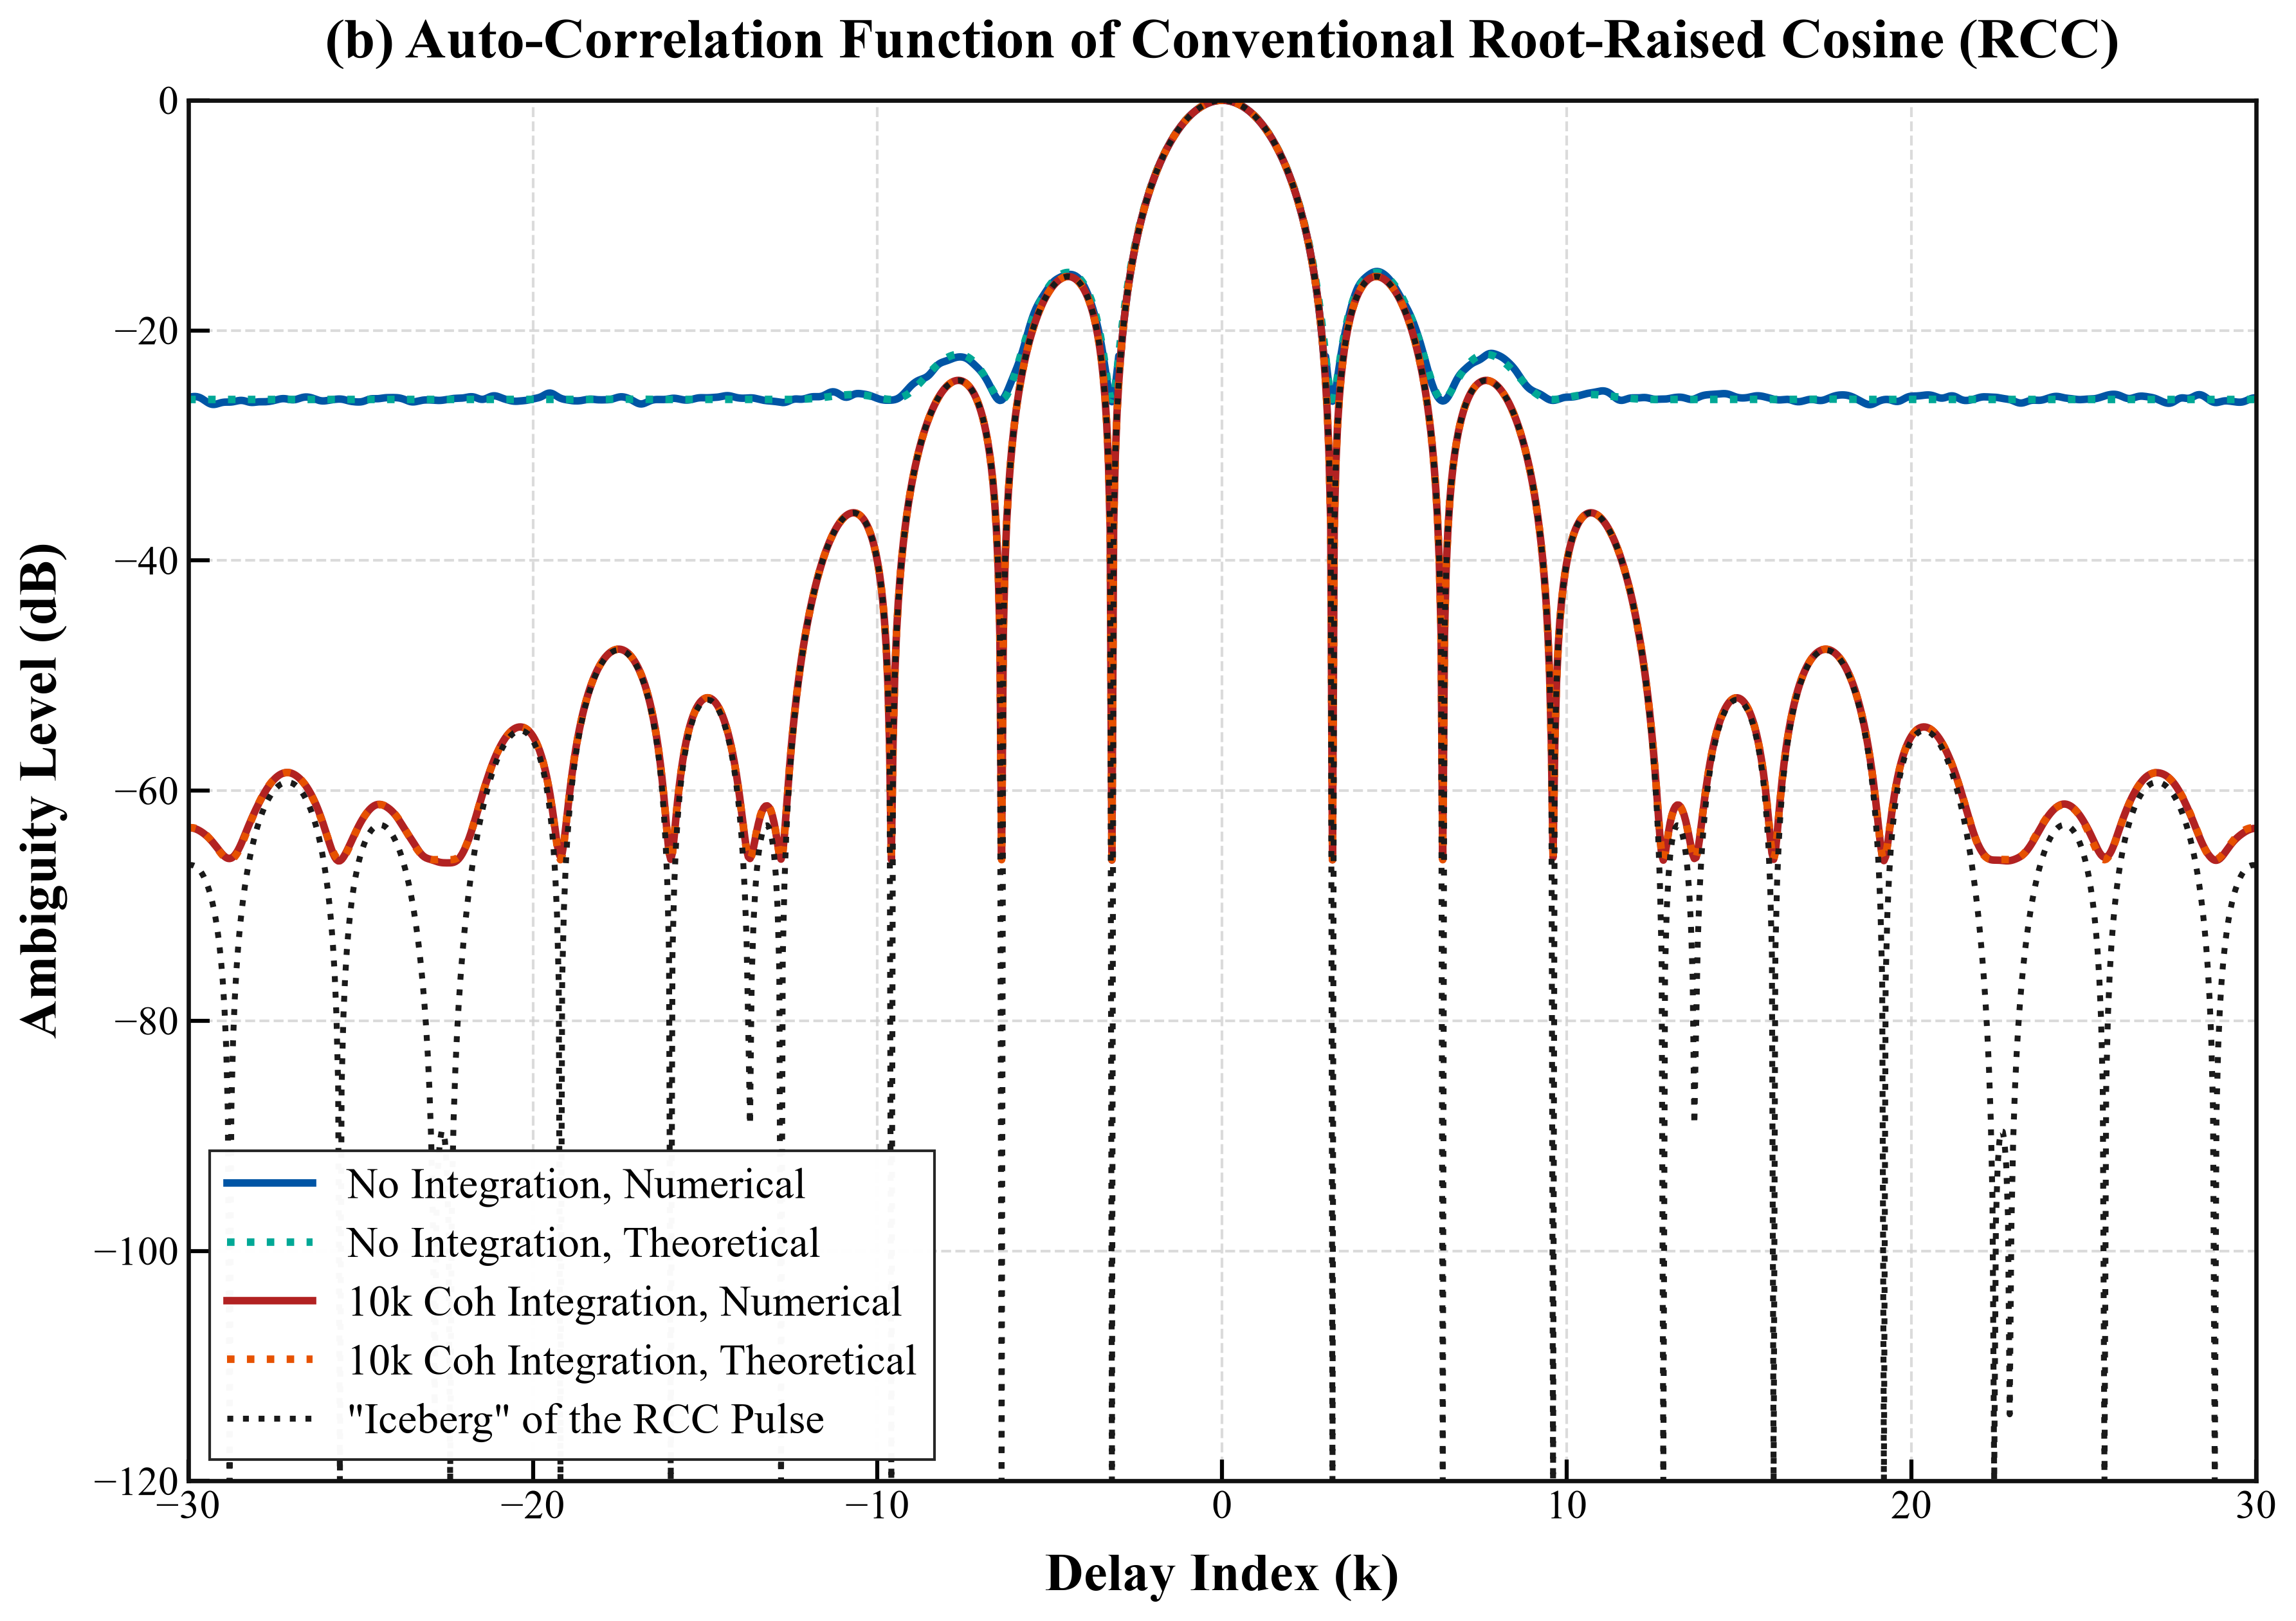 (b) Auto-Correlation Function of Conventional Root-Raised Cosine (RCC)
Ambiguity Level (dB)
0
−20
−40
−60
−80
−100
−120
No Integration, Numerical
No Integration, Theoretical
10k Coh Integration, Numerical
10k Coh Integration, Theoretical
"Iceberg" of the RCC Pulse
−30 −20 −10 0 10 20 30
Delay Index (k)